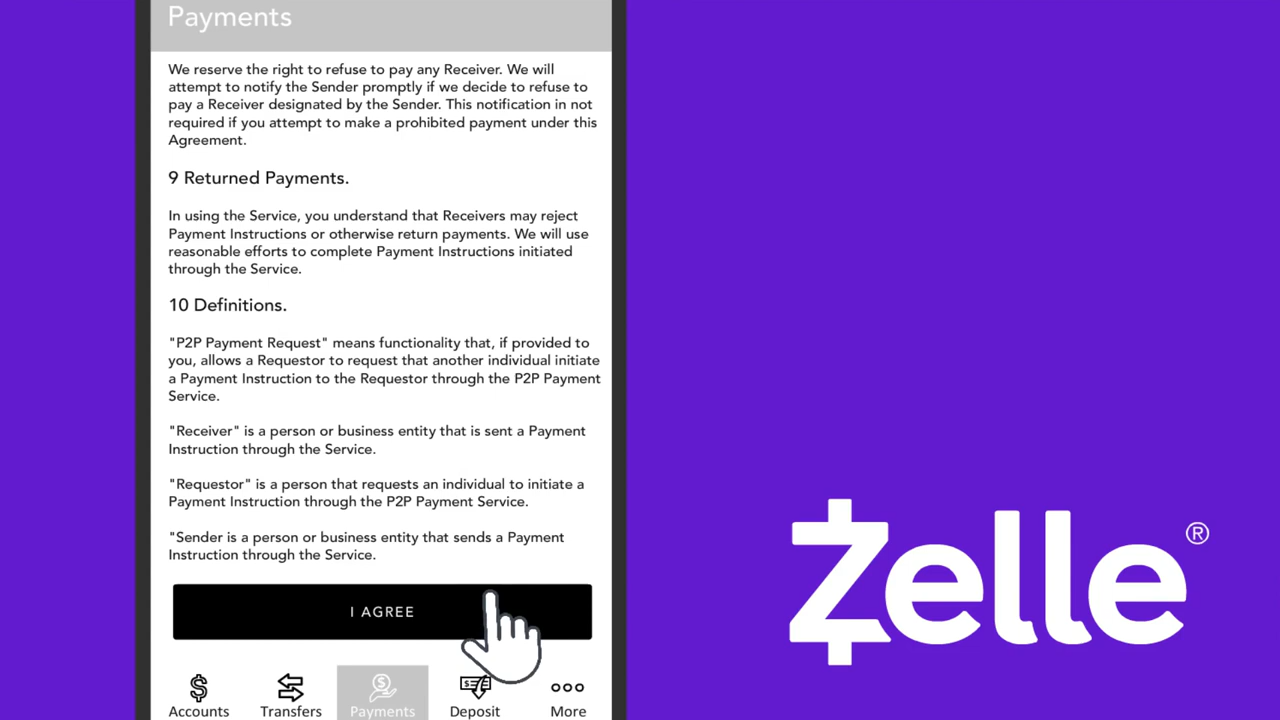 Payments
We reserve the right to refuse to pay any Receiver. We will
attempt to notify the Sender promptly if we decide to refuse to
pay a Receiver designated by the Sender. This notification in not
required if you attempt to make a prohibited payment under this
Agreement.
9 Returned Payments.
In using the Service, you understand that Receivers may reject
Payment Instructions or otherwise return payments. We will use
reasonable efforts to complete Payment Instructions initiated
through the Service.
10 Definitions.
"P2P Payment Request" means functionality that, if provided to
you, allows a Requestor to request that another individual initiate
a Payment Instruction to the Requestor through the P2P Payment
Service.
"Receiver" is a person or business entity that is sent a Payment
Instruction through the Service.
"Requestor" is a person that requests an individual to initiate a
Payment Instruction through the P2P Payment Service.
"Sender is a person or business entity that sends a Payment
Instruction through the Service.
I AGREE
Accounts Transfers Payments Deposit More
Zelle®